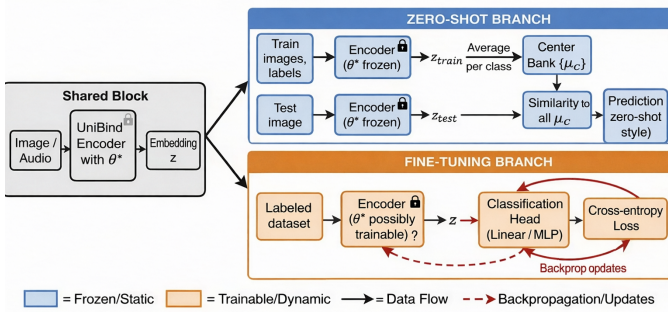 ZERO-SHOT BRANCH
Train
images,
labels
Encoder
(θ* frozen)
z_train
Average
per class
Center
Bank {μ_C}
Test
image
Encoder
(θ* frozen)
z_test
Similarity to
all μ_C
Prediction
zero-shot
style)
Shared Block
Image /
Audio
UniBind
Encoder
with θ*
Embedding
z
FINE-TUNING BRANCH
Labeled
dataset
Encoder
(θ* possibly
trainable) ?
z
Classification
Head
(Linear / MLP)
Cross-entropy
Loss
Backprop updates
= Frozen/Static
= Trainable/Dynamic
= Data Flow
= Backpropagation/Updates